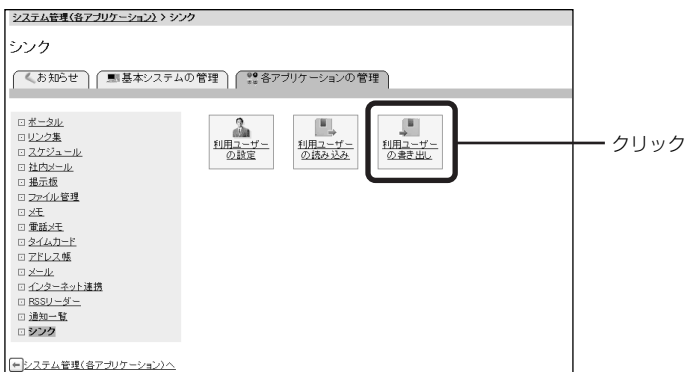 システム管理(各アプリケーション) > シンク
シンク
お知らせ 基本システムの管理 各アプリケーションの管理
ポータル
リンク集
スケジュール
社内メール
掲示板
ファイル管理
メモ
電話メモ
タイムカード
アドレス帳
メール
インターネット連携
RSSリーダー
通知一覧
シンク
利用ユーザー
の設定
利用ユーザー
の読み込み
利用ユーザー
の書き出し
クリック
システム管理(各アプリケーション)へ